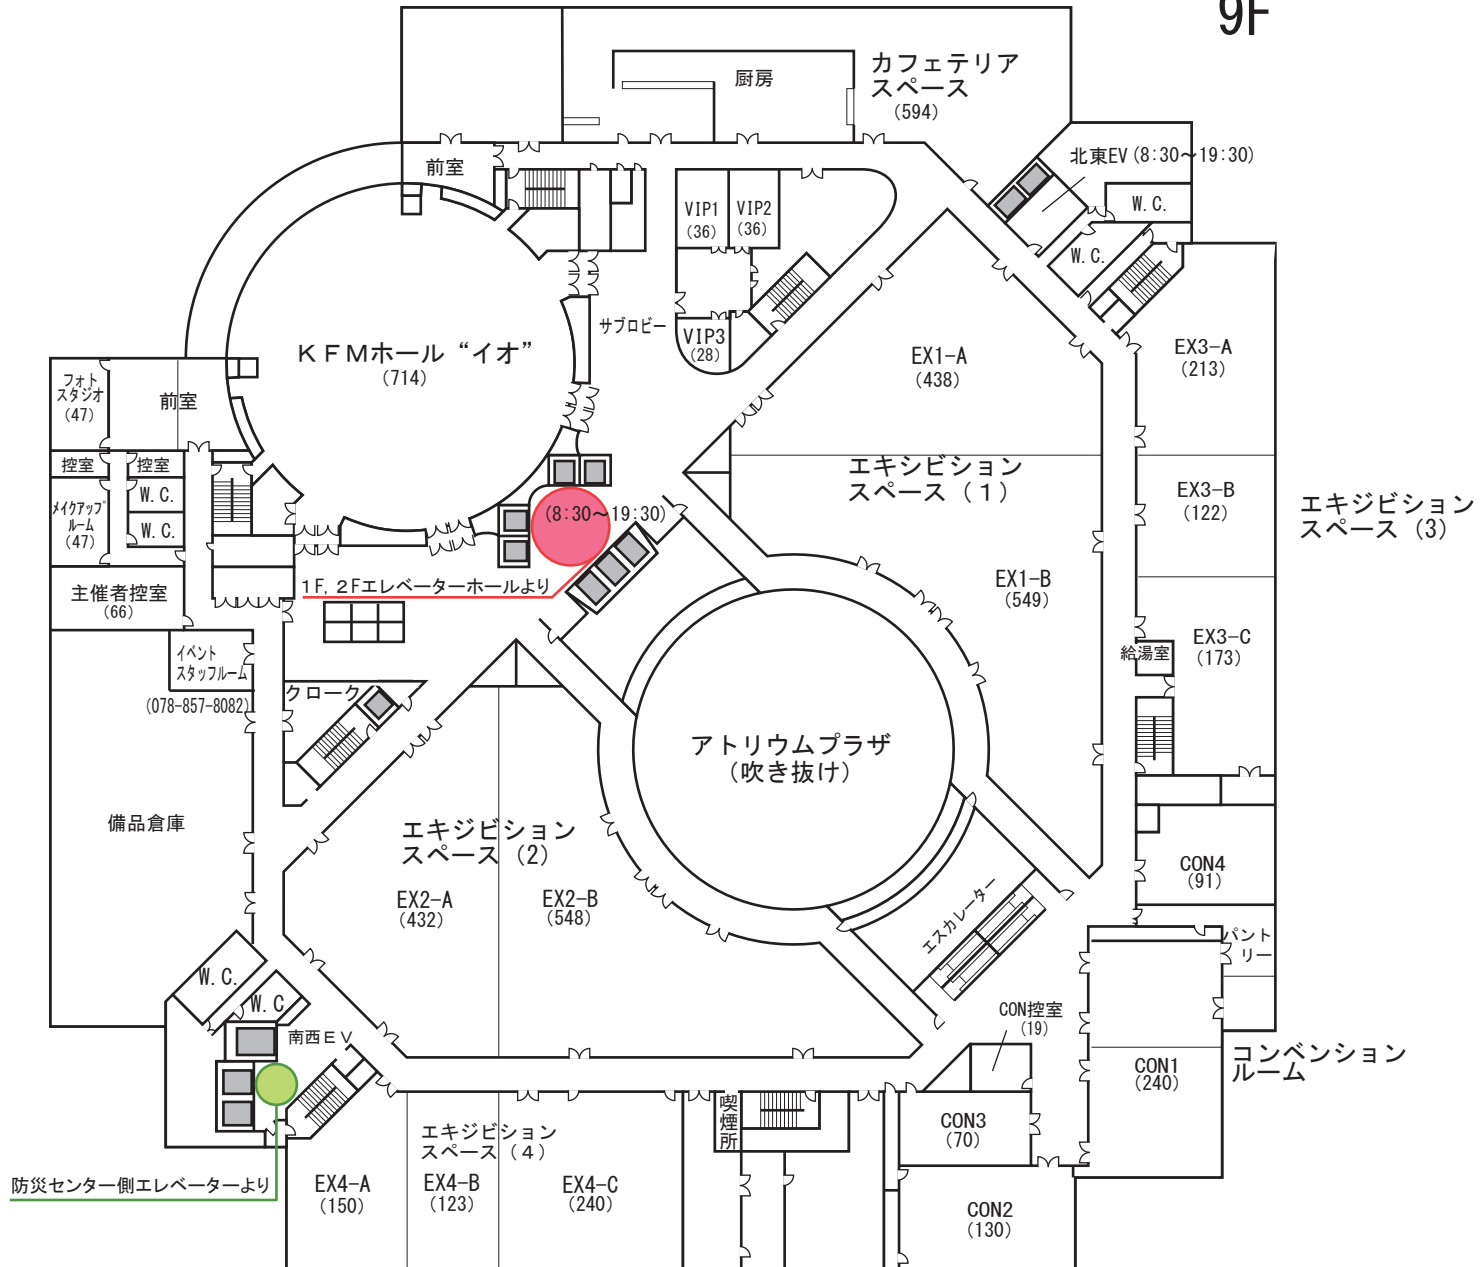 9F
厨房
カフェテリア
スペース
(594)
前室
北東EV(8:30～19:30)
W.C.
VIP1
(36)
VIP2
(36)
W.C.
サブロビー
VIP3
(28)
KFMホール “イオ”
(714)
EX1-A
(438)
EX3-A
(213)
フォト
スタジオ
(47)
前室
控室
控室
エキシビション
スペース(1)
W.C.
メイクアップ
ルーム
(47)
W.C.
(8:30～19:30)
EX3-B
(122)
エキジビション
スペース(3)
1F, 2Fエレベーターホールより
主催者控室
(66)
EX1-B
(549)
イベント
スタッフルーム
(078-857-8082)
クローク
給湯室
EX3-C
(173)
アトリウムプラザ
(吹き抜け)
備品倉庫
エキジビション
スペース(2)
EX2-A
(432)
EX2-B
(548)
CON4
(91)
エスカレーター
パント
リー
W.C.
W.C
南西EV
CON控室
(19)
コンベンション
ルーム
CON1
(240)
喫煙所
CON3
(70)
エキジビション
スペース(4)
防災センター側エレベーターより
EX4-A
(150)
EX4-B
(123)
EX4-C
(240)
CON2
(130)